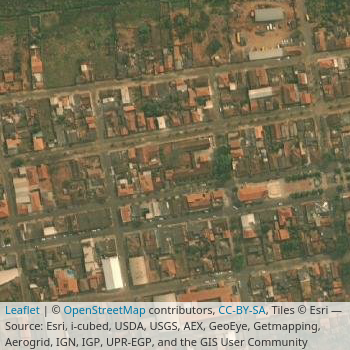 Leaflet | © OpenStreetMap contributors, CC-BY-SA, Tiles © Esri —
Source: Esri, i-cubed, USDA, USGS, AEX, GeoEye, Getmapping,
Aerogrid, IGN, IGP, UPR-EGP, and the GIS User Community